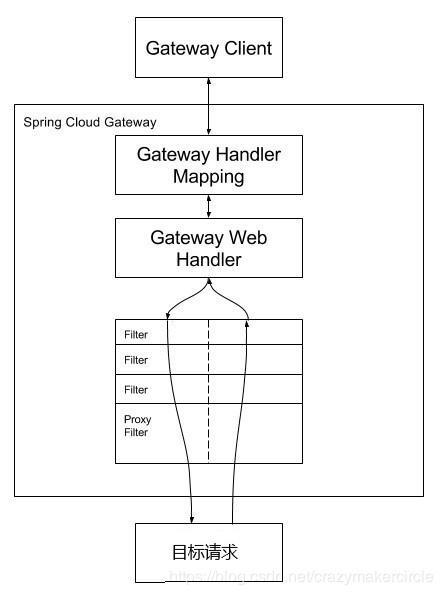 Gateway Client
Spring Cloud Gateway
Gateway Handler
Mapping
Gateway Web
Handler
Filter
Filter
Filter
Proxy
Filter
目标请求
https://blog.csdn.net/crazymakercircle